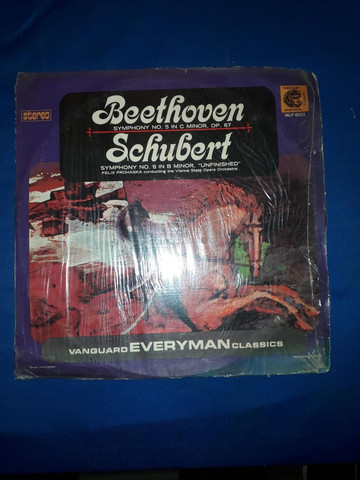 stereo
Beethoven
SYMPHONY NO. 5 IN C MINOR, OP. 67
Schubert
SYMPHONY NO. 8 IN B MINOR, "UNFINISHED"
FELIX PROHASKA conducting the Vienna State Opera Orchestra
VANGUARD EVERYMAN CLASSICS